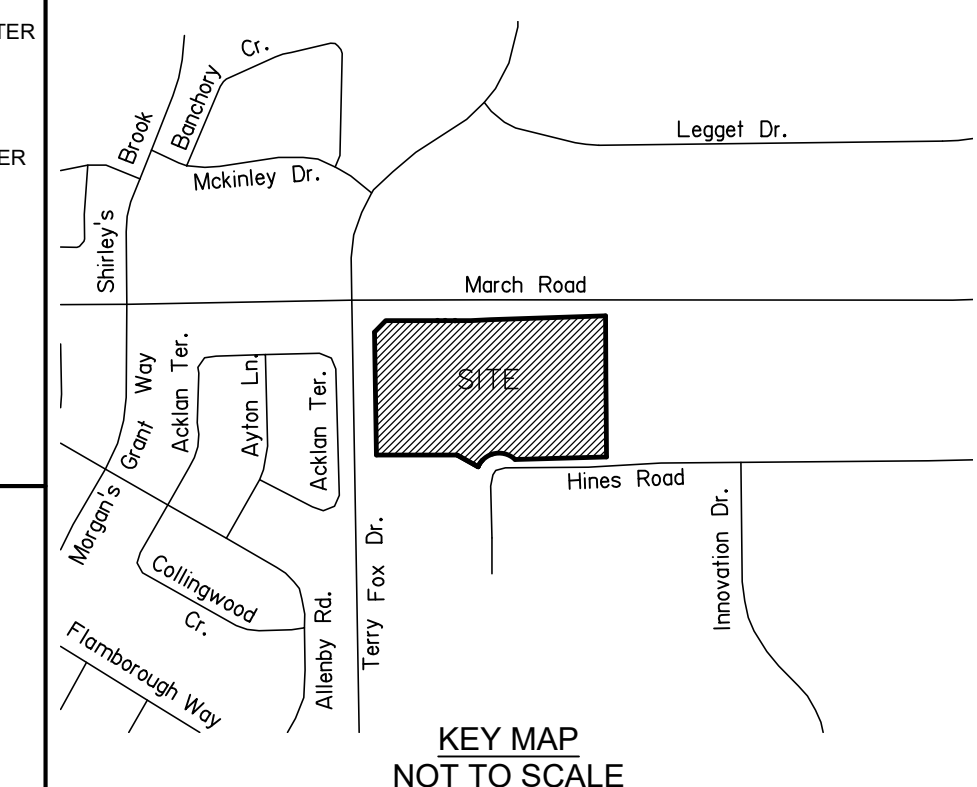 TER
ER
Cr.
Banchory
Brook
Legget Dr.
Mckinley Dr.
Shirley's
March Road
SITE
Grant Way
Acklan Ter.
Ayton Ln.
Acklan Ter.
Hines Road
Morgan's
Innovation Dr.
Terry Fox Dr.
Collingwood
Cr.
Allenby Rd.
Flamborough Way
KEY MAP
NOT TO SCALE